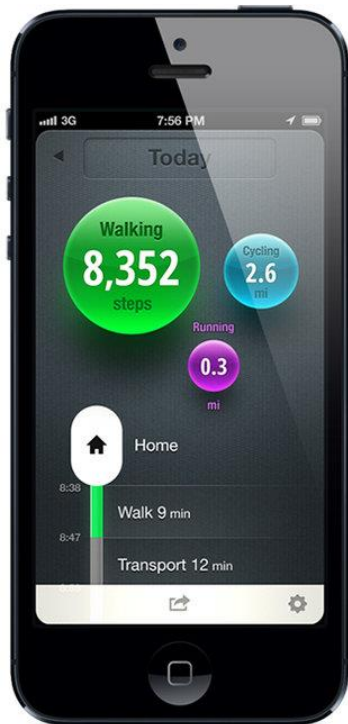 3G 7:56 PM
Today
Walking
8,352
steps
Cycling
2.6
mi
Running
0.3
mi
Home
8:38
Walk 9 min
8:47
Transport 12 min